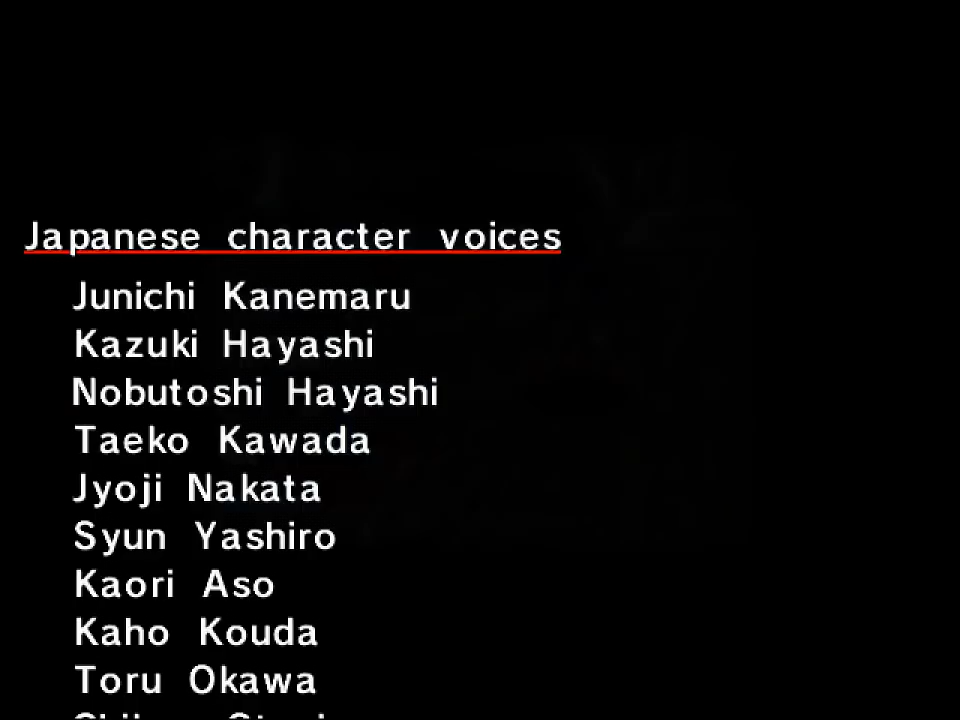 Japanese character voices
Junichi Kanemaru
Kazuki Hayashi
Nobutoshi Hayashi
Taeko Kawada
Jyoji Nakata
Syun Yashiro
Kaori Aso
Kaho Kouda
Toru Okawa